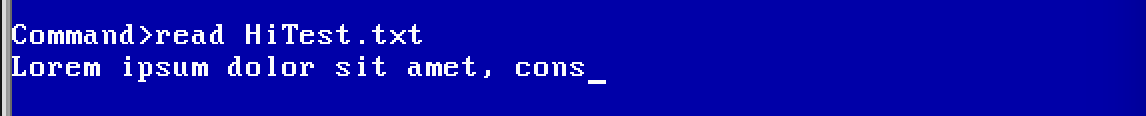 Command>read HiTest.txt
Lorem ipsum dolor sit amet, cons_